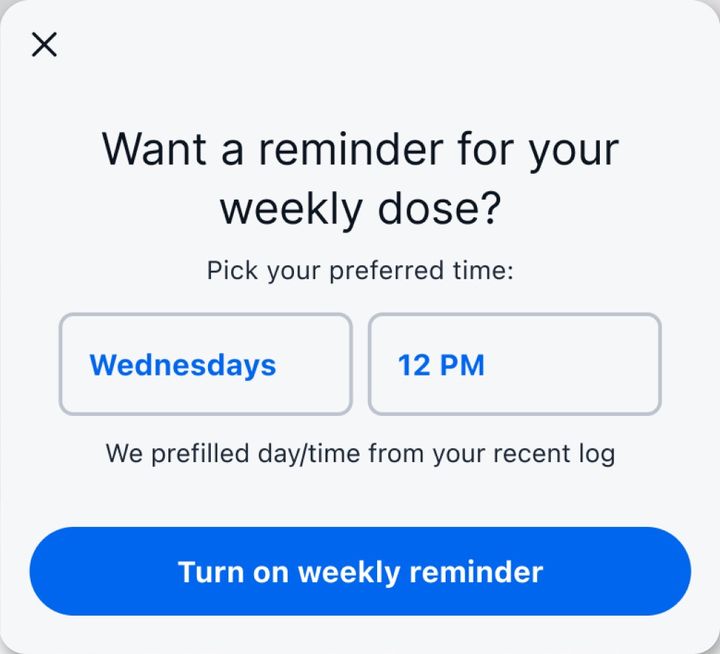 Want a reminder for your
weekly dose?
Pick your preferred time:
Wednesdays
12 PM
We prefilled day/time from your recent log
Turn on weekly reminder